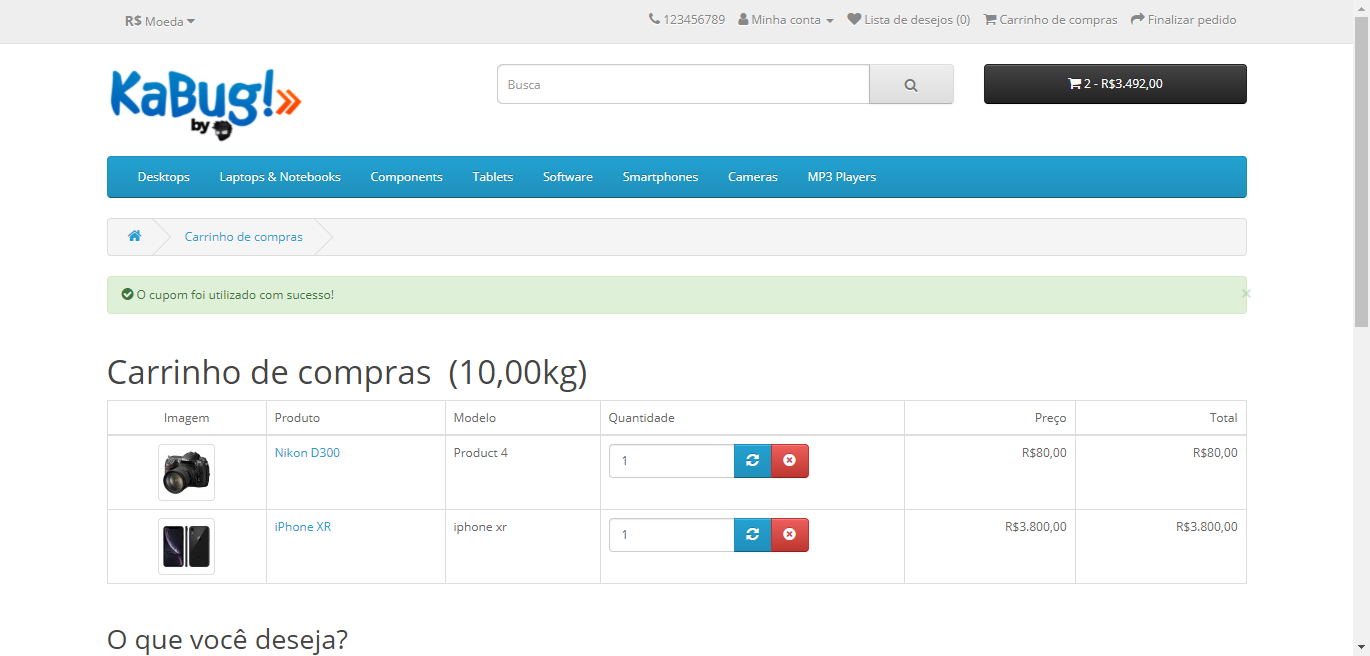 R$ Moeda
123456789 Minha conta Lista de desejos (0) Carrinho de compras Finalizar pedido
KaBug!
by
Busca
2 - R$3.492,00
Desktops Laptops & Notebooks Components Tablets Software Smartphones Cameras MP3 Players
Carrinho de compras
O cupom foi utilizado com sucesso!
×
Carrinho de compras (10,00kg)
Imagem Produto Modelo Quantidade Preço Total
Nikon D300 Product 4 1 R$80,00 R$80,00
iPhone XR iphone xr 1 R$3.800,00 R$3.800,00
O que você deseja?